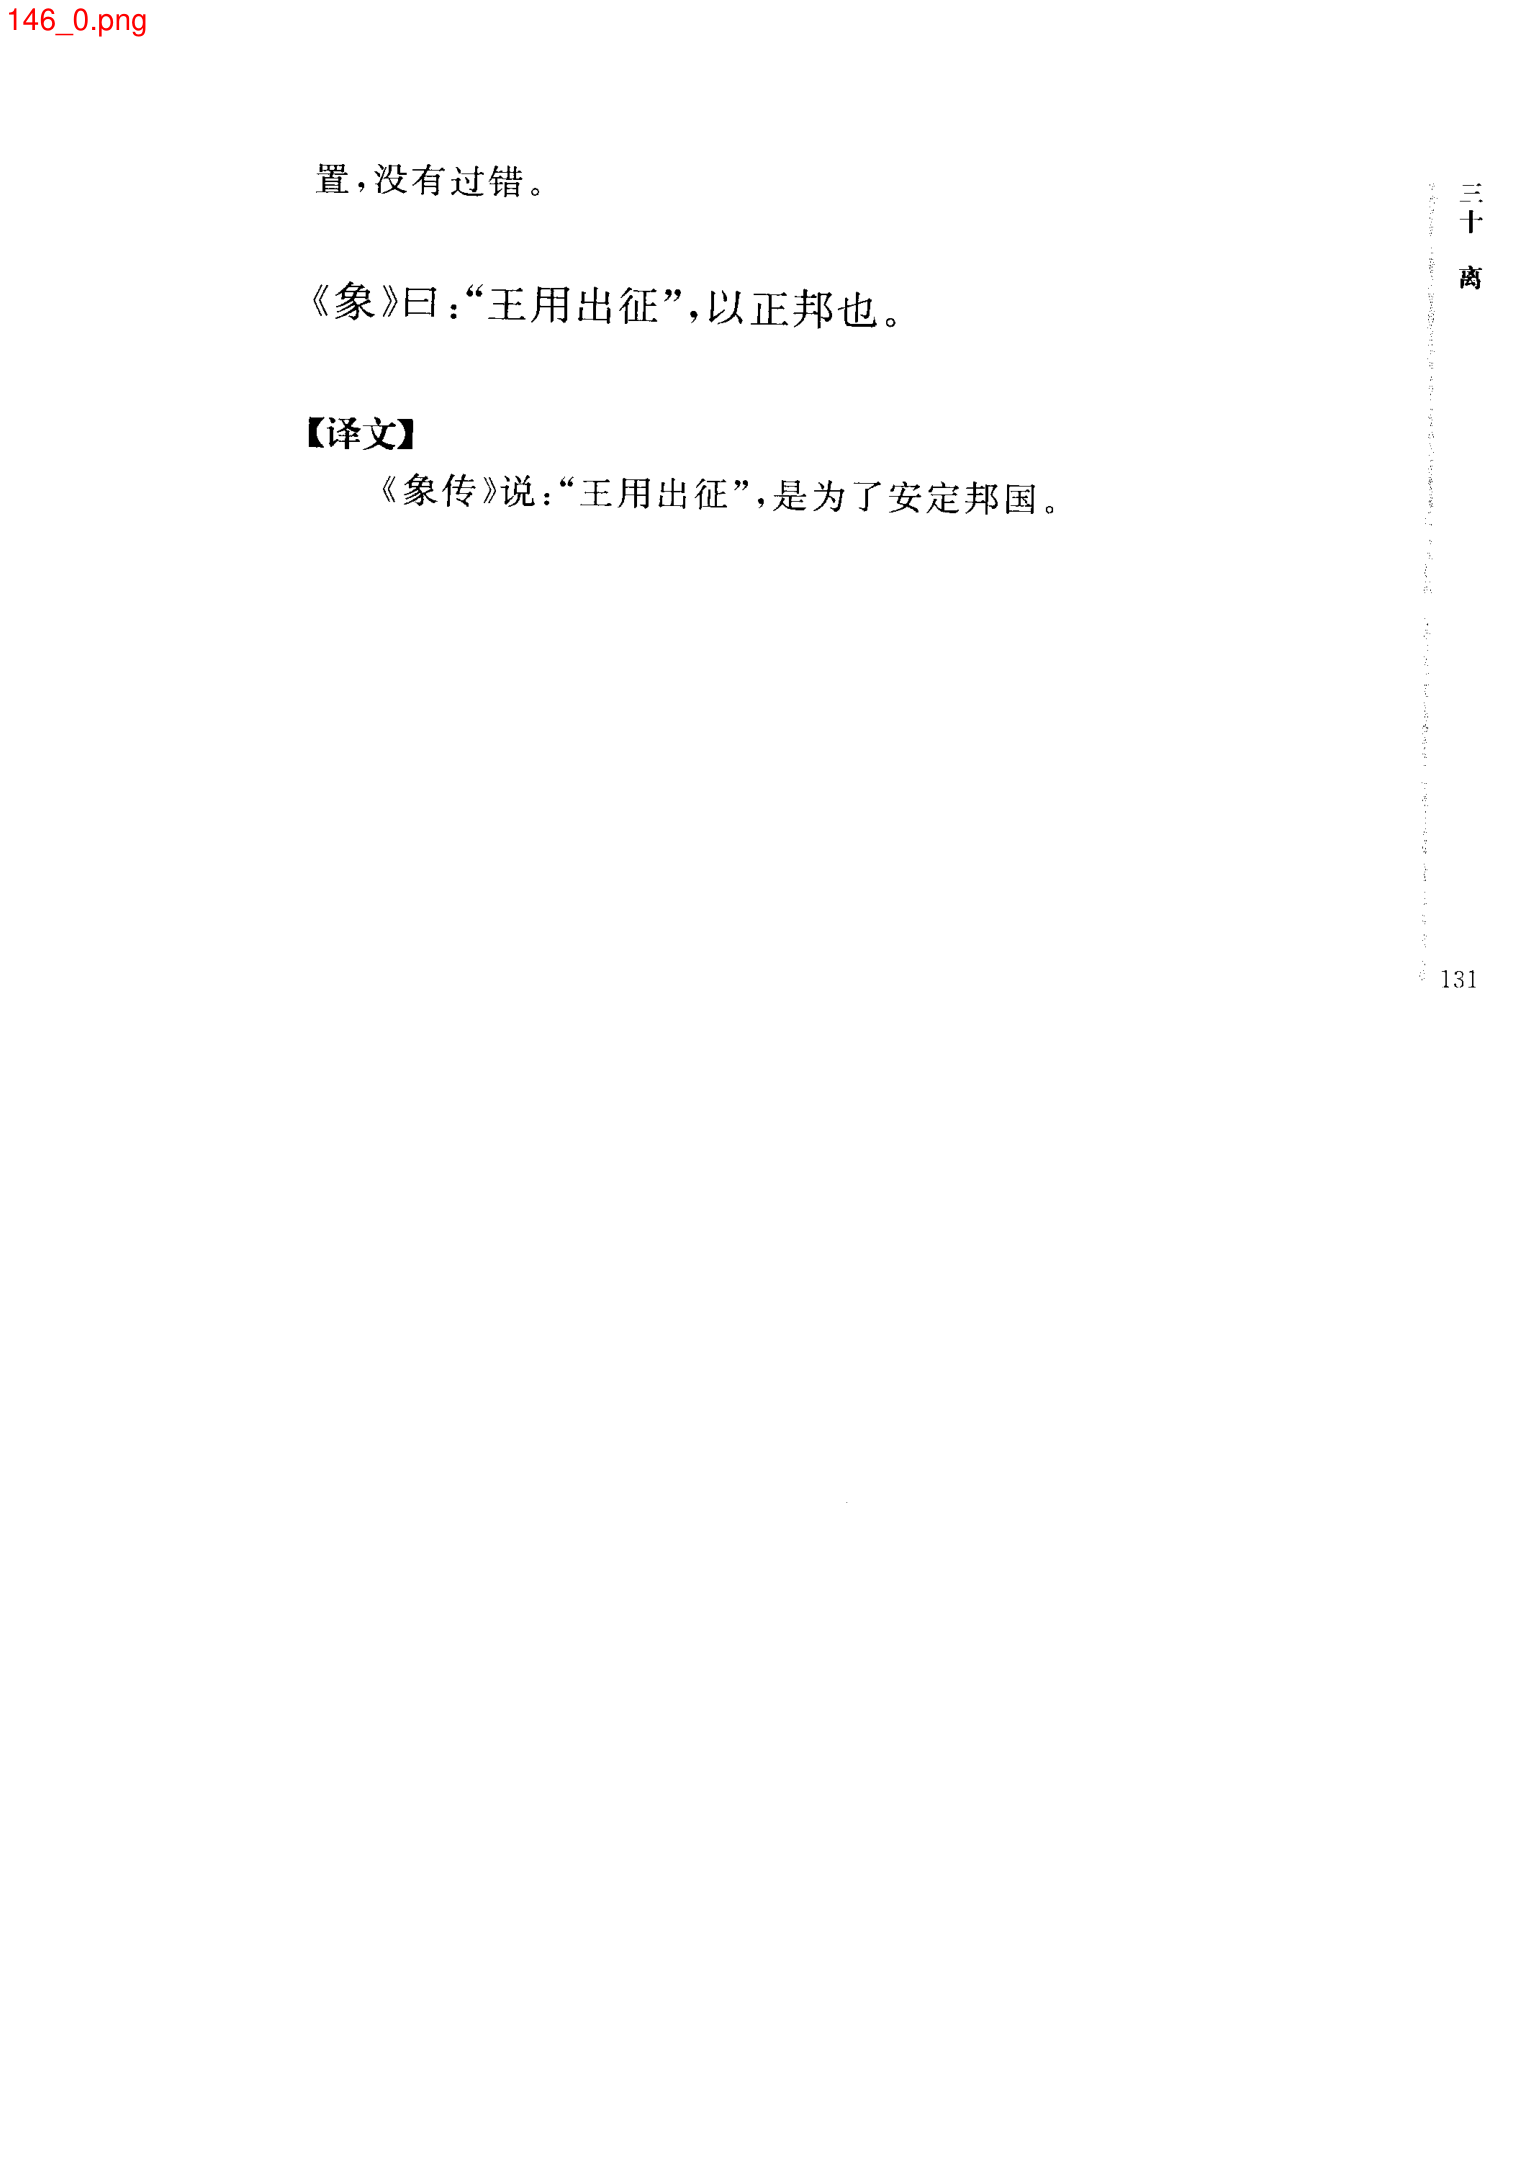 146_0.png
置，没有过错。
《象》曰：“王用出征”，以正邦也。
【译文】
《象传》说：“王用出征”，是为了安定邦国。
三十 离
131